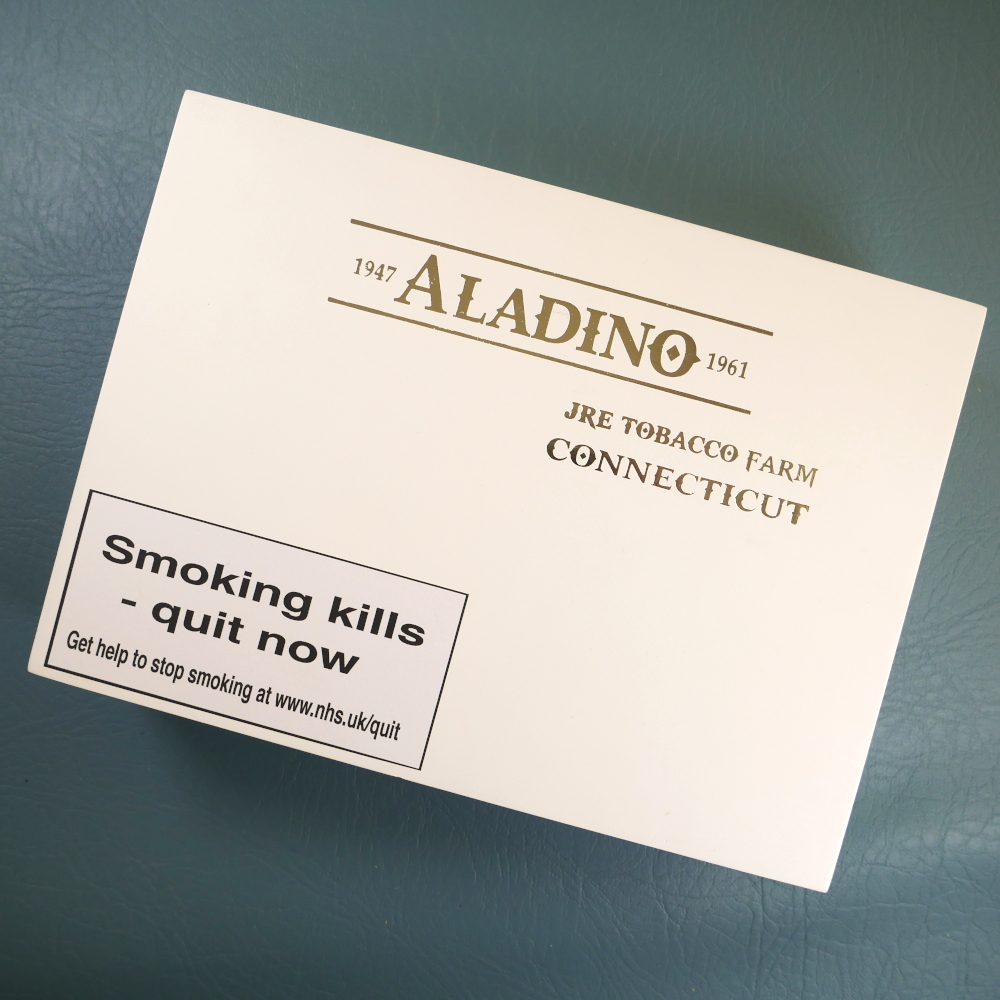 1947 ALADINO 1961
JRE TOBACCO FARM
CONNECTICUT
Smoking kills
- quit now
Get help to stop smoking at www.nhs.uk/quit